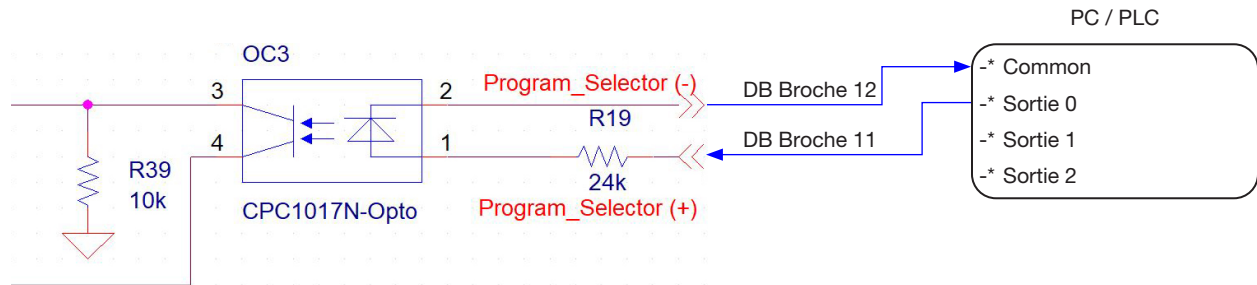 PC / PLC
OC3
3
2
Program_Selector (-)
DB Broche 12
-* Common
R19
-* Sortie 0
4
1
DB Broche 11
-* Sortie 1
R39
10k
24k
-* Sortie 2
CPC1017N-Opto
Program_Selector (+)